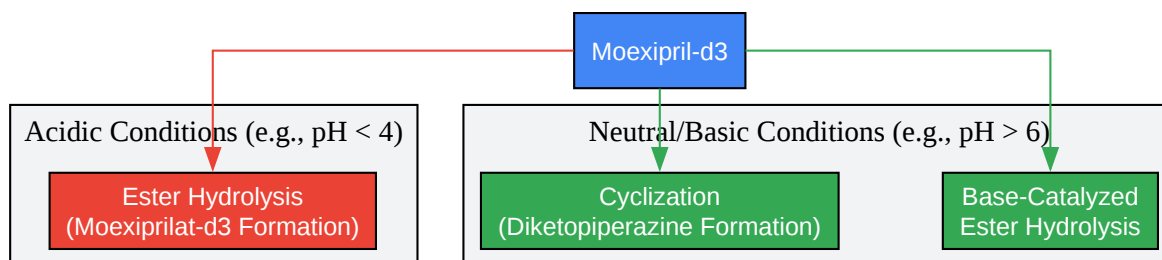 Moexipril-d3
Acidic Conditions (e.g., pH < 4)
Neutral/Basic Conditions (e.g., pH > 6)
Ester Hydrolysis
(Moexiprilat-d3 Formation)
Cyclization
(Diketopiperazine Formation)
Base-Catalyzed
Ester Hydrolysis